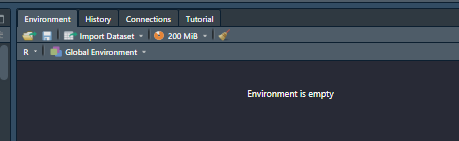 Environment History Connections Tutorial
Import Dataset 200 MiB
R Global Environment
Environment is empty